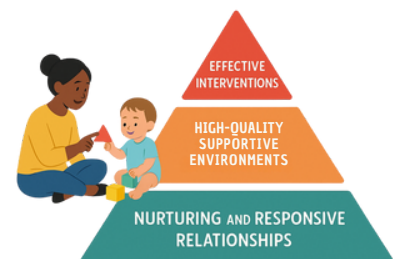 EFFECTIVE
INTERVENTIONS
HIGH-QUALITY
SUPPORTIVE
ENVIRONMENTS
NURTURING AND RESPONSIVE
RELATIONSHIPS